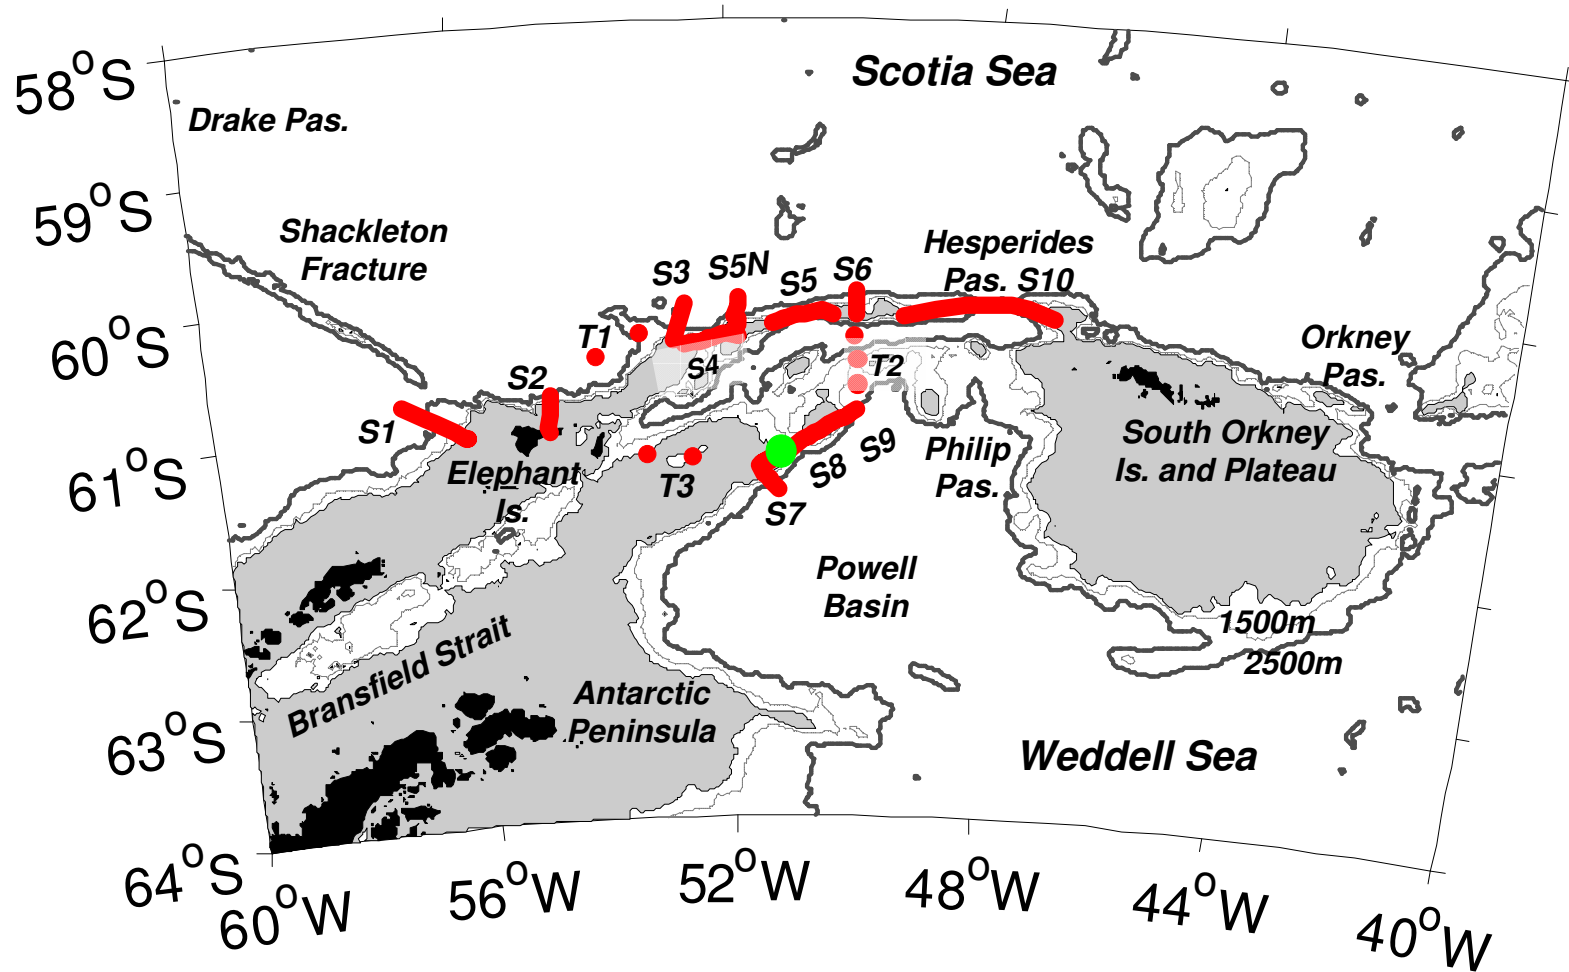 58°S
Scotia Sea
Drake Pas.
59°S
Shackleton
Fracture
Hesperides
Pas. S10
S3
S5N
S5
S6
60°S
T1
Orkney
Pas.
S4
T2
S2
S1
South Orkney
Is. and Plateau
Elephant
Is.
T3
S8
S9
Philip
Pas.
61°S
S7
Powell
Basin
62°S
1500m
2500m
Bransfield Strait
Antarctic
Peninsula
63°S
Weddell Sea
64°S
60°W
56°W
52°W
48°W
44°W
40°W